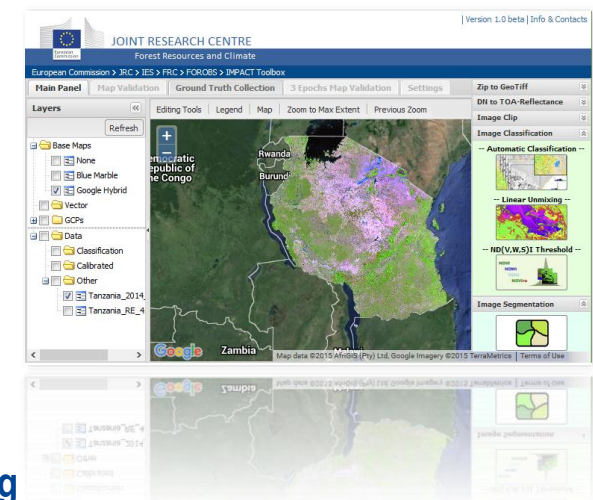 | Version 1.0 beta | Info & Contacts
European Commission
JOINT RESEARCH CENTRE
Forest Resources and Climate
European Commission > JRC > IES > FRC > FOROBS > IMPACT Toolbox
Main Panel Map Validation Ground Truth Collection 3 Epochs Map Validation Settings
Layers
Refresh
Base Maps
None
Blue Marble
Google Hybrid
Vector
GCPs
Data
Classification
Calibrated
Other
Tanzania_2014_
Tanzania_RE_4
Editing Tools | Legend | Map | Zoom to Max Extent | Previous Zoom
Rwanda
Burund
Zambia
Google
Map data ©2015 AfriGIS (Pty) Ltd, Google Imagery ©2015 TerraMetrics | Terms of Use
Zip to GeoTiff
DN to TOA-Reflectance
Image Clip
Image Classification
-- Automatic Classification --
-- Linear Unmixing --
-- ND(V,W,S)I Threshold --
Image Segmentation
g